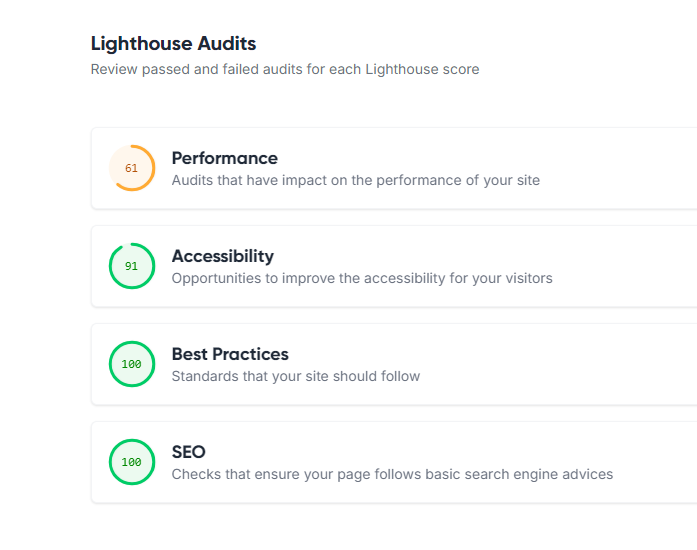 Lighthouse Audits
Review passed and failed audits for each Lighthouse score
61
Performance
Audits that have impact on the performance of your site
91
Accessibility
Opportunities to improve the accessibility for your visitors
100
Best Practices
Standards that your site should follow
100
SEO
Checks that ensure your page follows basic search engine advices